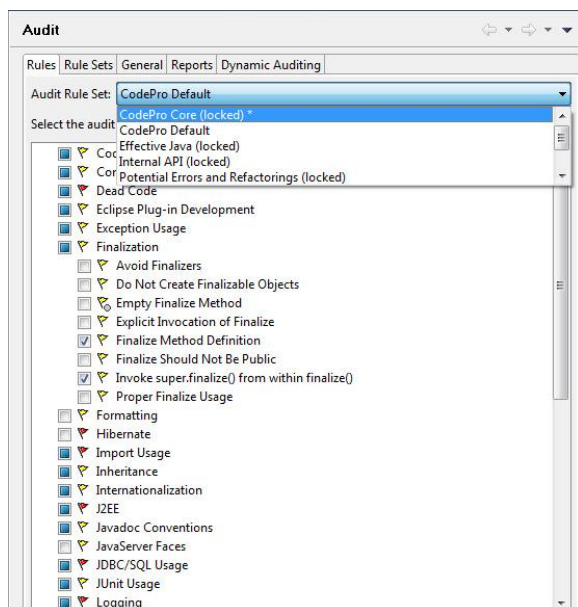 Audit
Rules Rule Sets General Reports Dynamic Auditing
Audit Rule Set: CodePro Default
CodePro Core (locked) *
Select the audit
CodePro Default
Effective Java (locked)
Internal API (locked)
Potential Errors and Refactorings (locked)
Dead Code
Eclipse Plug-in Development
Exception Usage
Finalization
Avoid Finalizers
Do Not Create Finalizable Objects
Empty Finalize Method
Explicit Invocation of Finalize
Finalize Method Definition
Finalize Should Not Be Public
Invoke super.finalize() from within finalize()
Proper Finalize Usage
Formatting
Hibernate
Import Usage
Inheritance
Internationalization
J2EE
Javadoc Conventions
JavaServer Faces
JDBC/SQL Usage
JUnit Usage
Logging